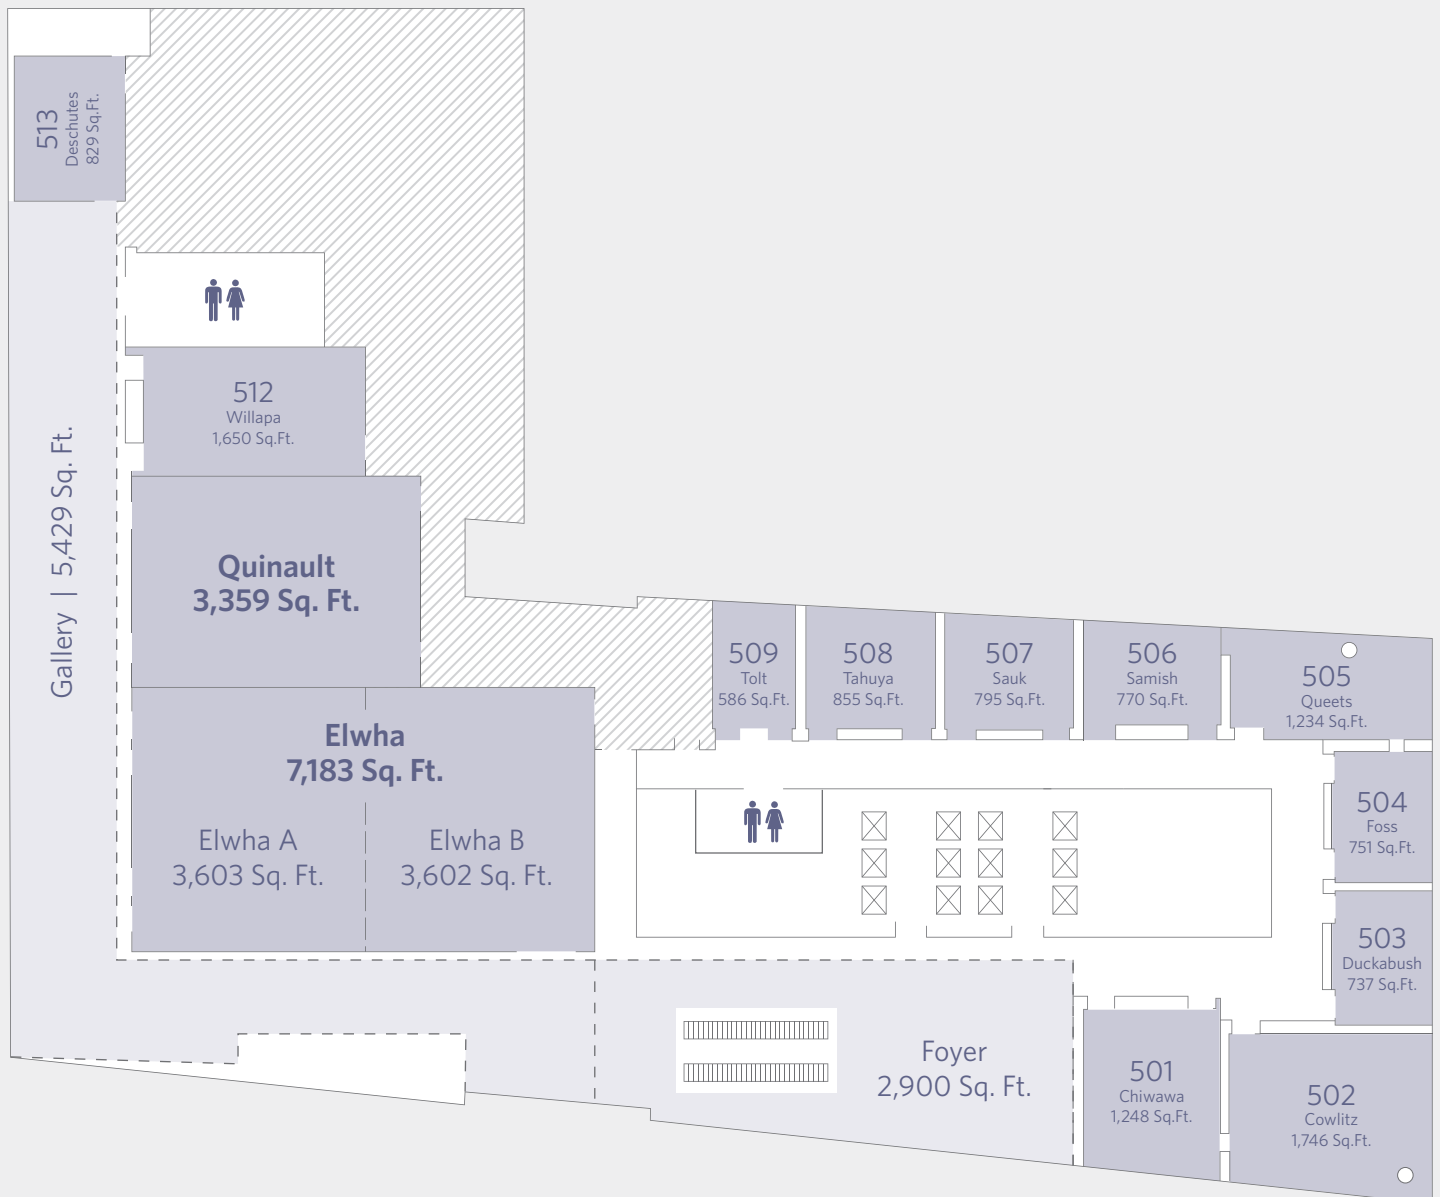 513
Deschutes
829 Sq.Ft.
512
Willapa
1,650 Sq.Ft.
Gallery | 5,429 Sq. Ft.
Quinault
3,359 Sq. Ft.
Elwha
7,183 Sq. Ft.
Elwha A
3,603 Sq. Ft.
Elwha B
3,602 Sq. Ft.
509
Tolt
586 Sq.Ft.
508
Tahuya
855 Sq.Ft.
507
Sauk
795 Sq.Ft.
506
Samish
770 Sq.Ft.
505
Queets
1,234 Sq.Ft.
504
Foss
751 Sq.Ft.
503
Duckabush
737 Sq.Ft.
Foyer
2,900 Sq. Ft.
501
Chiwawa
1,248 Sq.Ft.
502
Cowlitz
1,746 Sq.Ft.